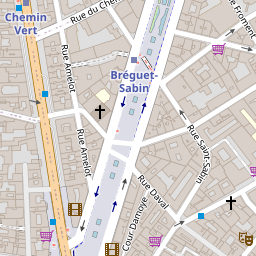 Chemin
Vert
Rue du Chemin
Rue Froment
Bréguet-
Sabin
Rue Amelot
Rue Amelot
Rue Saint-Sabin
Rue Daval
Cour Damoye